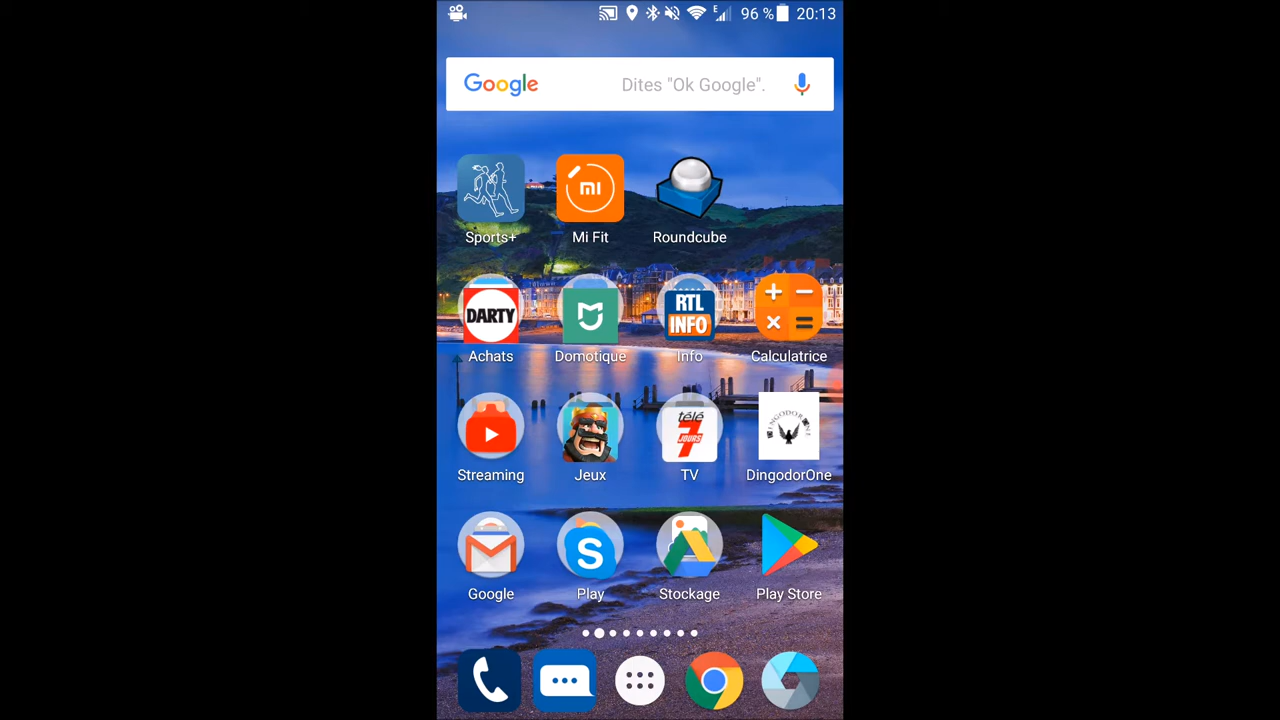 E 96 % 20:13
Google Dites "Ok Google".
mi
Sports+ Mi Fit Roundcube
DARTY RTL INFO
Achats Domotique Info Calculatrice
télé 7 JOURS
Streaming Jeux TV DingodorOne
S
Google Play Stockage Play Store